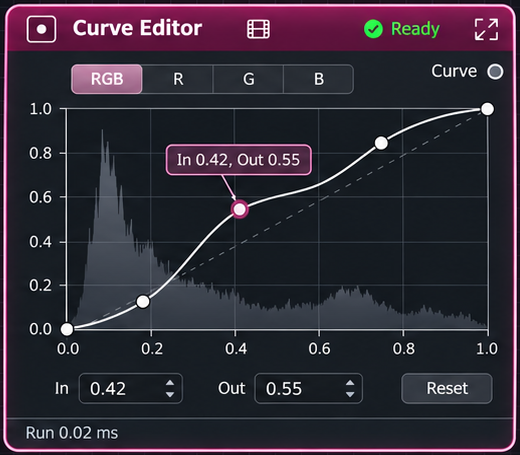 Curve Editor
Ready
RGB R G B
Curve
1.0
0.8
0.6
0.4
0.2
0.0
In 0.42, Out 0.55
0.0 0.2 0.4 0.6 0.8 1.0
In 0.42 Out 0.55 Reset
Run 0.02 ms